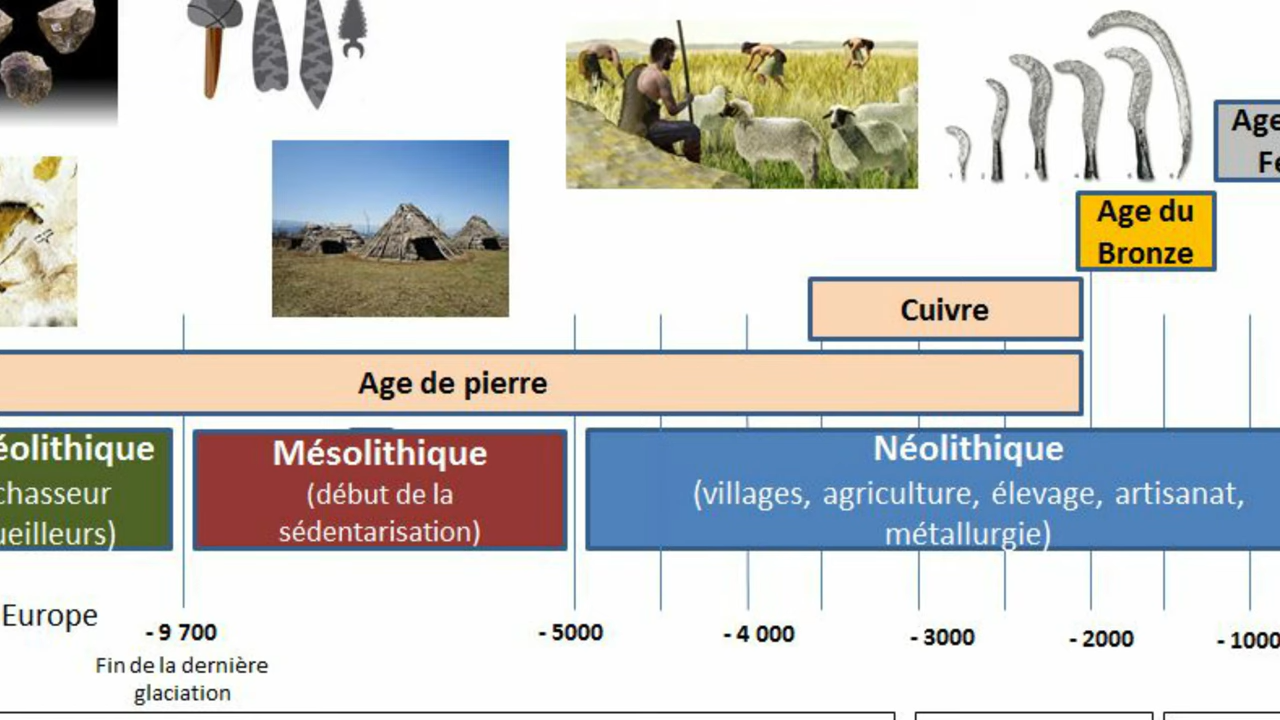 Age
Age du
Bronze
Cuivre
Age de pierre
éolithique
chasseur
ueilleurs)
Mésolithique
(début de la
sédentarisation)
Néolithique
(villages, agriculture, élevage, artisanat,
métallurgie)
Europe
- 9 700
- 5000
- 4 000
- 3000
- 2000
- 1000
Fin de la dernière
glaciation